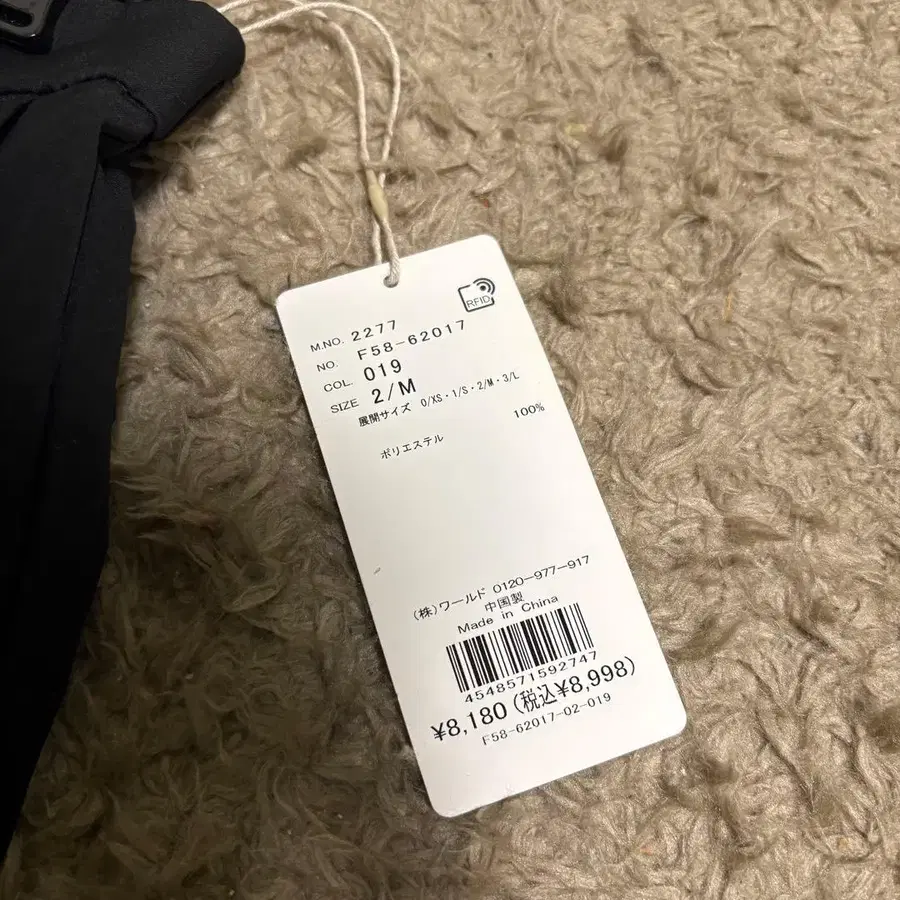 RFID
M.NO. 2277
NO. F58-62017
COL. 019
SIZE 2/M
展開サイズ 0/XS・1/S・2/M・3/L
ポリエステル 100%
(株)ワールド 0120-977-917
中国製
Made in China
4548571592747
¥8,180(税込¥8,998)
F58-62017-02-019